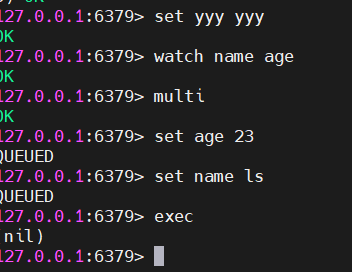 ) OK
127.0.0.1:6379> set yyy yyy
OK
127.0.0.1:6379> watch name age
OK
127.0.0.1:6379> multi
OK
127.0.0.1:6379> set age 23
QUEUED
127.0.0.1:6379> set name ls
QUEUED
127.0.0.1:6379> exec
(nil)
127.0.0.1:6379>